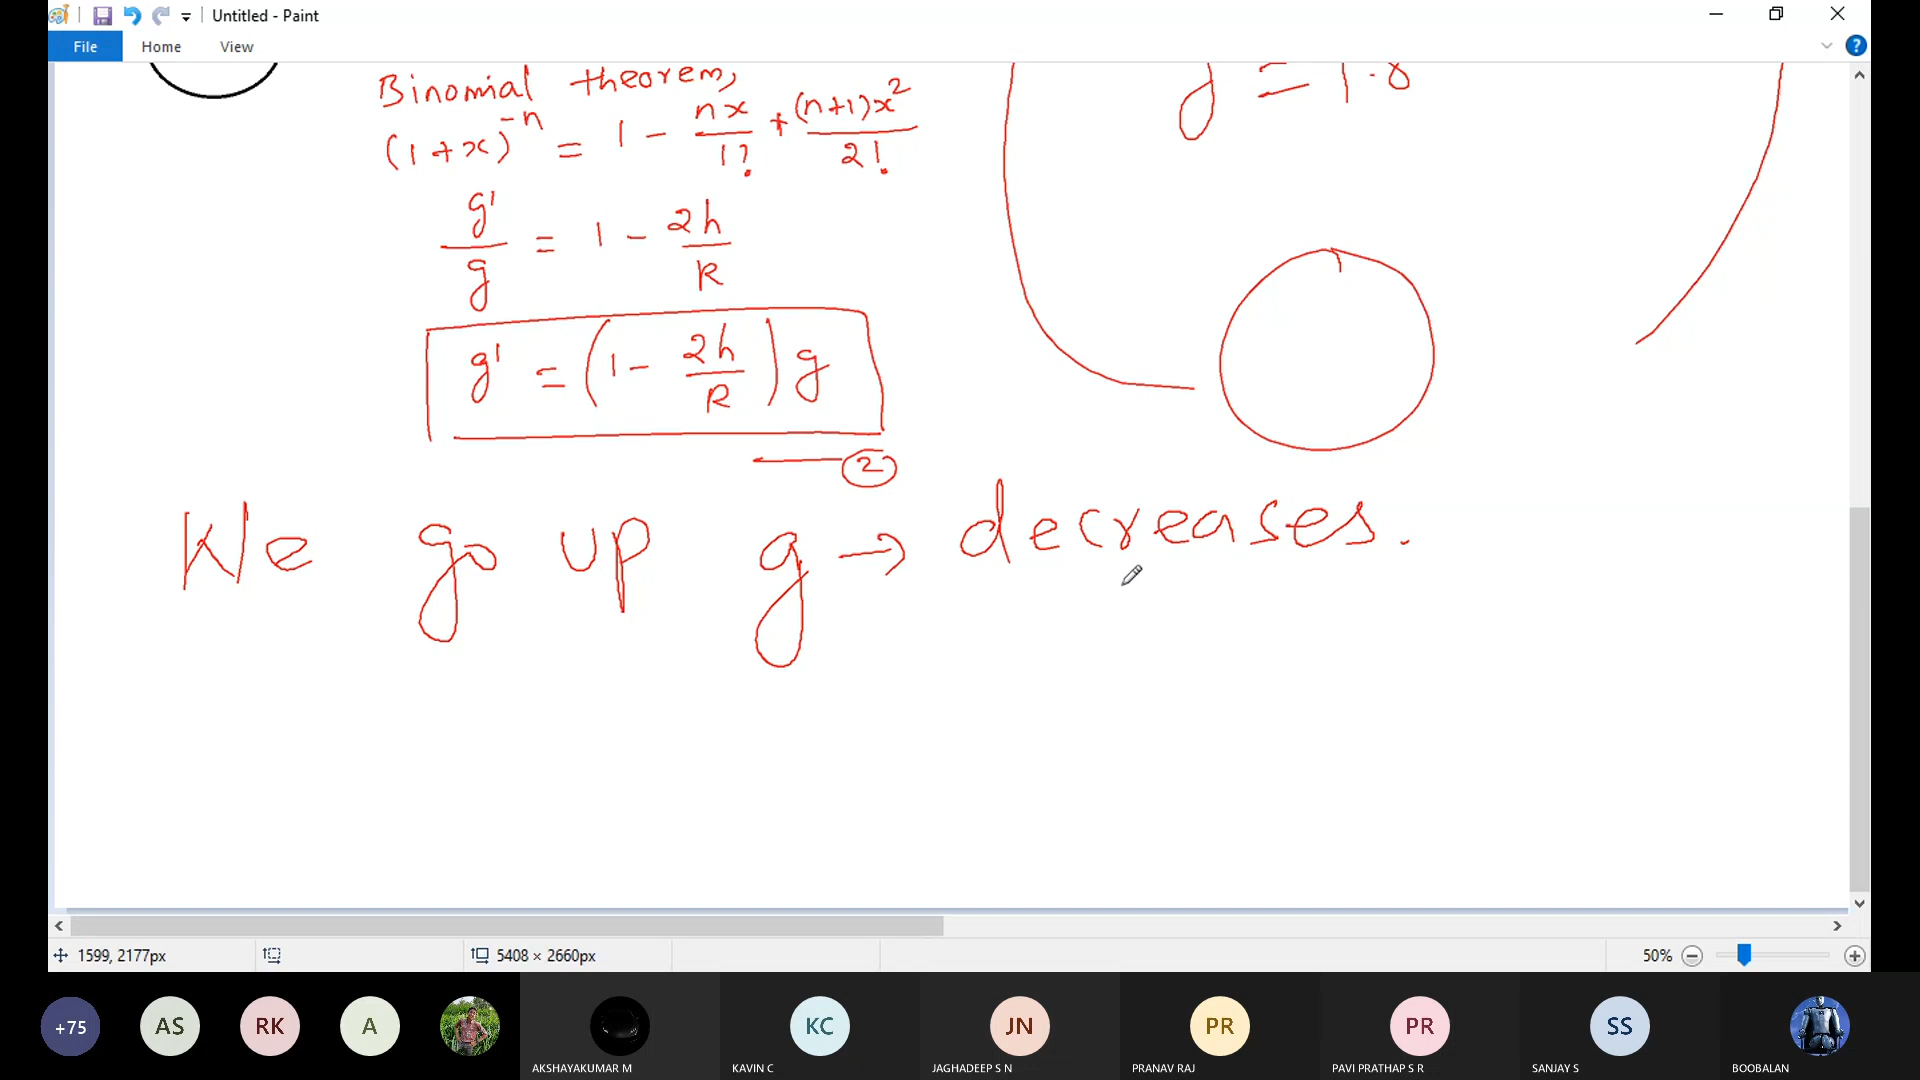 Untitled - Paint
File Home View
Binomial theorem,
(1+x)⁻ⁿ = 1 - nx/1! + (n+1)x²/2!
g = 1.8
g'/g = 1 - 2h/R
g' = (1 - 2h/R) g
2
We go up g → decreases.
1599, 2177px 5408 × 2660px 50%
+75 AS RK A KC JN PR PR SS
AKSHAYAKUMAR M KAVIN C JAGHADEEP S N PRANAV RAJ PAVI PRATHAP S R SANJAY S BOOBALAN